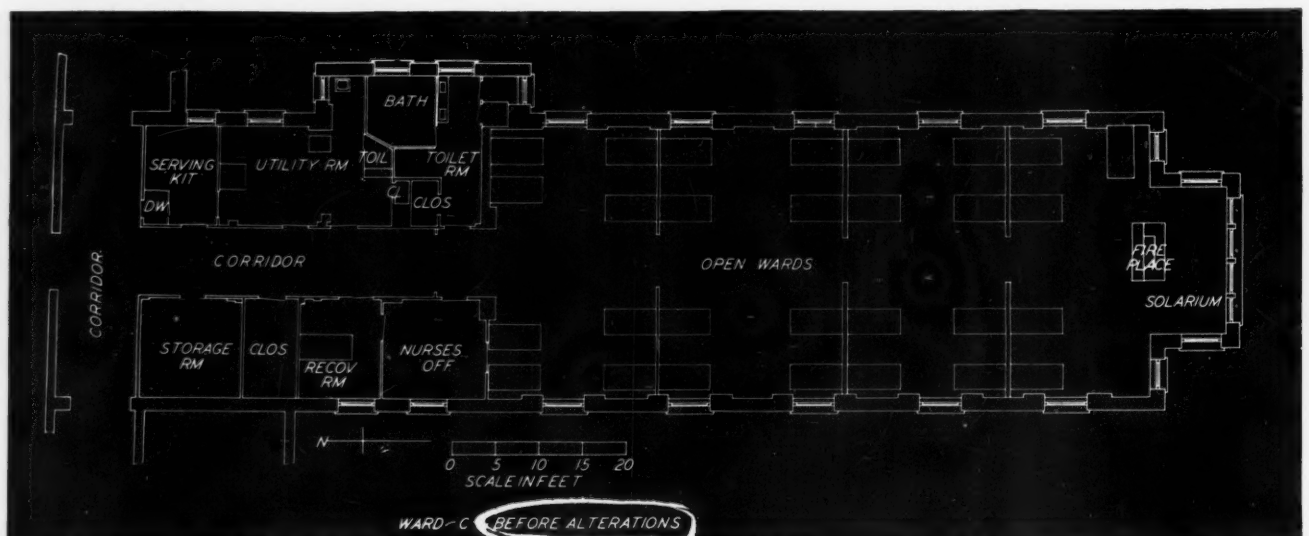 BATH
SERVING
KIT
UTILITY RM
TOIL
TOILET
RM
DW
CL
CLOS
CORRIDOR
CORRIDOR.
OPEN WARDS
FIRE
PLACE
SOLARIUM
STORAGE
RM
CLOS
RECOV
RM
NURSES
OFF
N
0 5 10 15 20
SCALE IN FEET
WARD-C BEFORE ALTERATIONS